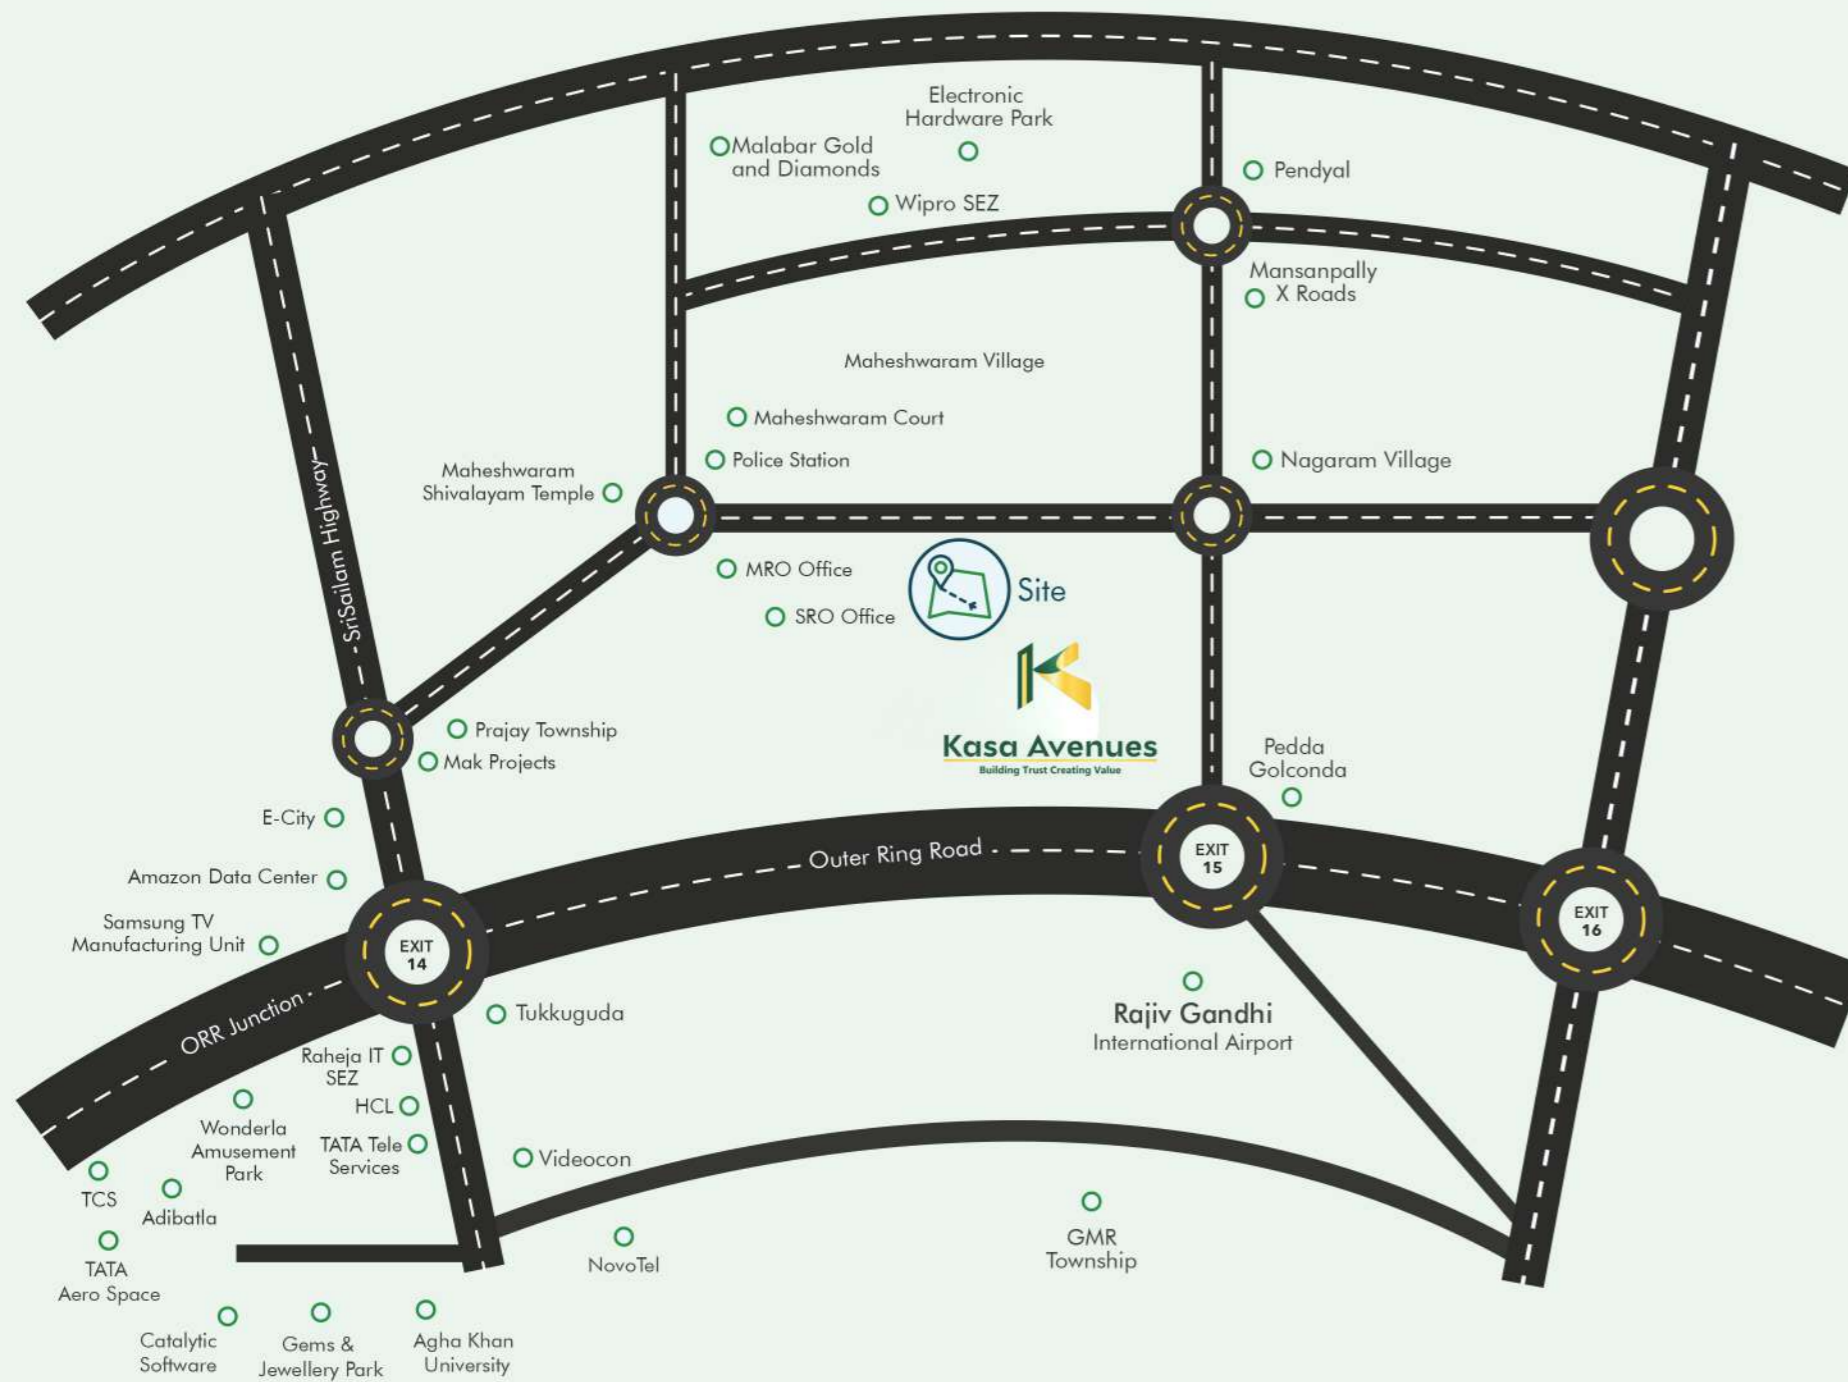 Electronic
Hardware Park
Malabar Gold
and Diamonds
Pendyal
Wipro SEZ
Mansanpally
X Roads
Maheshwaram Village
Maheshwaram Court
Police Station
Nagaram Village
Maheshwaram
Shivalayam Temple
SriSailam Highway
MRO Office
Site
SRO Office
Prajay Township
Mak Projects
Kasa Avenues
Building Trust Creating Value
Pedda
Golconda
E-City
Outer Ring Road
EXIT
15
Amazon Data Center
Samsung TV
Manufacturing Unit
EXIT
14
EXIT
16
ORR Junction
Tukkuguda
Rajiv Gandhi
International Airport
Raheja IT
SEZ
HCL
Wonderla
Amusement
Park
TATA Tele
Services
Videocon
TCS
Adibatla
TATA
Aero Space
NovoTel
GMR
Township
Catalytic
Software
Gems &
Jewellery Park
Agha Khan
University